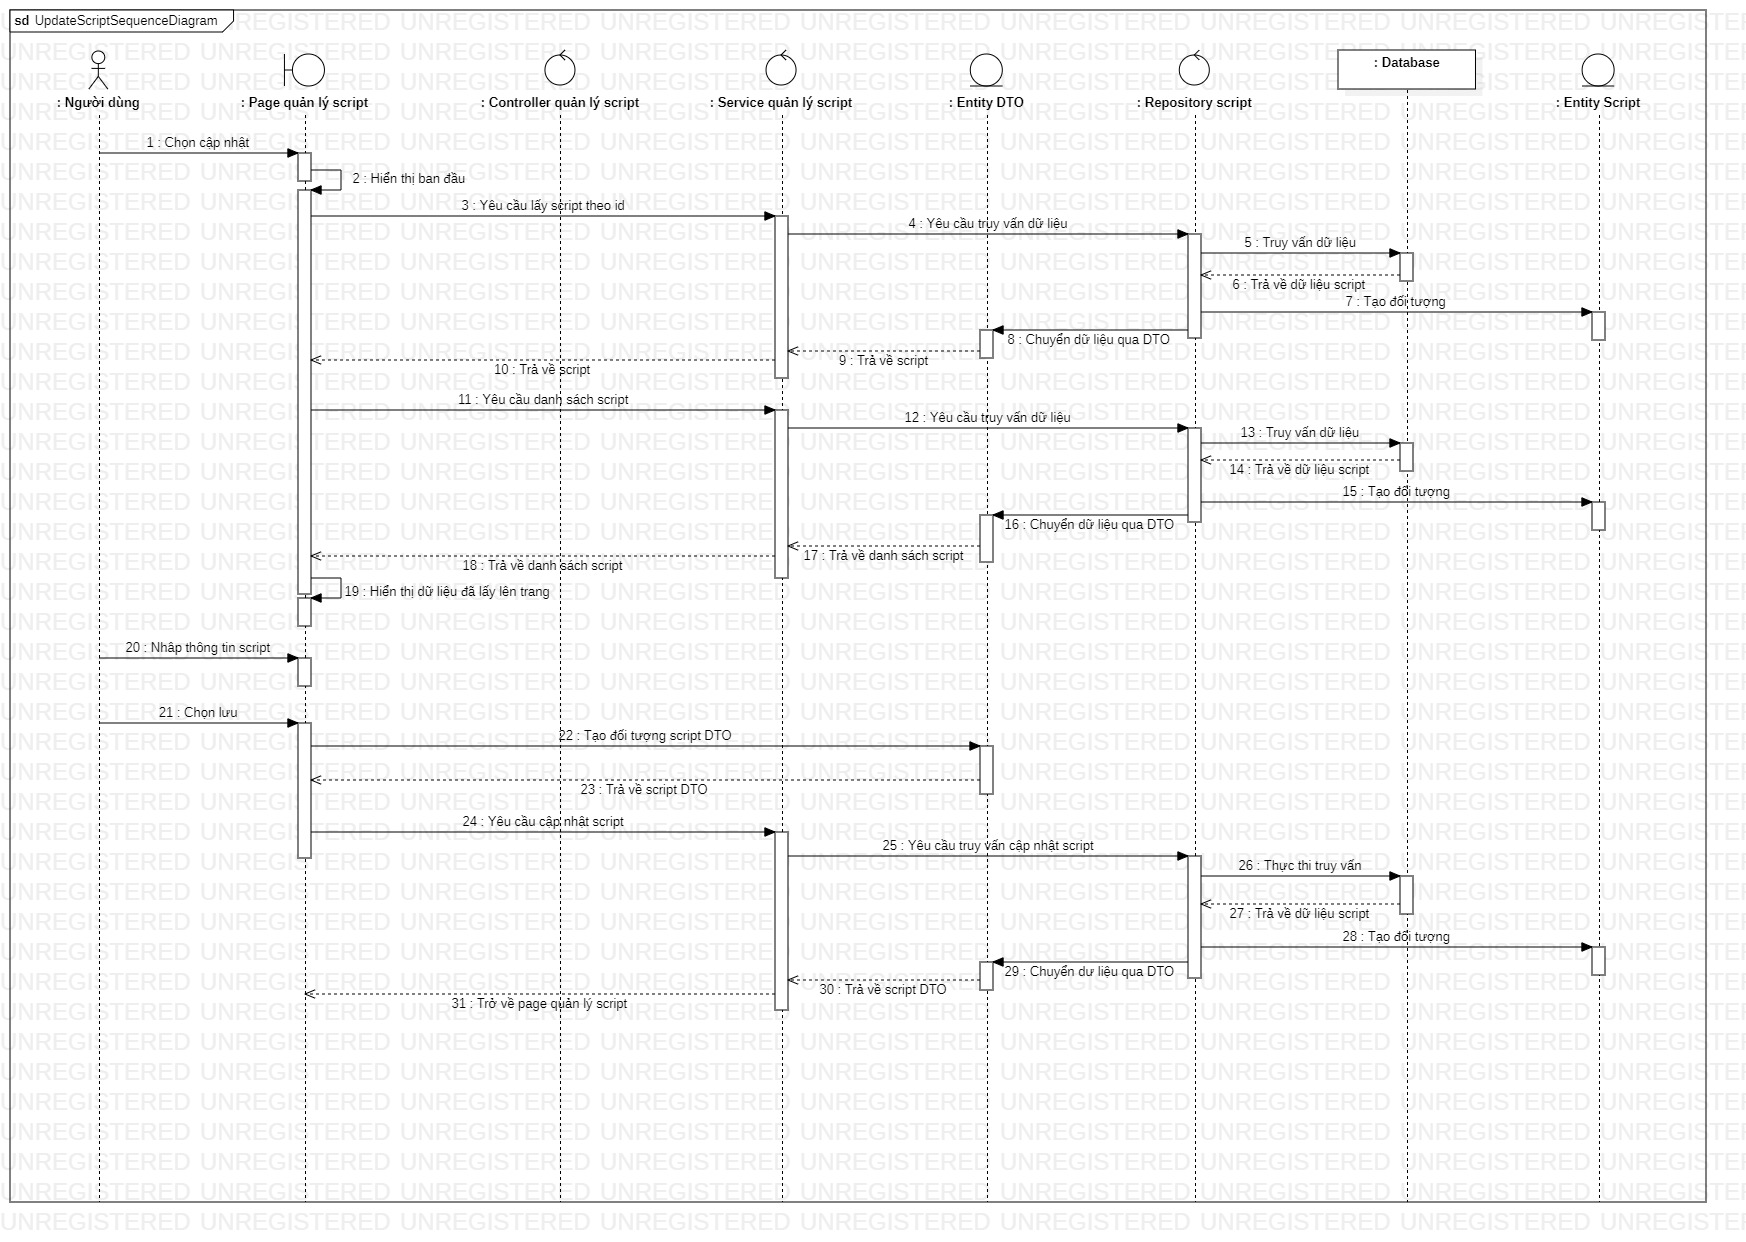 sd UpdateScriptSequenceDiagram
: Người dùng
: Page quản lý script
: Controller quản lý script
: Service quản lý script
: Entity DTO
: Repository script
: Database
: Entity Script
1 : Chọn cập nhật
2 : Hiển thị ban đầu
3 : Yêu cầu lấy script theo id
4 : Yêu cầu truy vấn dữ liệu
5 : Truy vấn dữ liệu
6 : Trả về dữ liệu script
7 : Tạo đối tượng
8 : Chuyển dữ liệu qua DTO
9 : Trả về script
10 : Trả về script
11 : Yêu cầu danh sách script
12 : Yêu cầu truy vấn dữ liệu
13 : Truy vấn dữ liệu
14 : Trả về dữ liệu script
15 : Tạo đối tượng
16 : Chuyển dữ liệu qua DTO
17 : Trả về danh sách script
18 : Trả về danh sách script
19 : Hiển thị dữ liệu đã lấy lên trang
20 : Nhâp thông tin script
21 : Chọn lưu
22 : Tạo đối tượng script DTO
23 : Trả về script DTO
24 : Yêu cầu cập nhật script
25 : Yêu cầu truy vấn cập nhật script
26 : Thực thi truy vấn
27 : Trả về dữ liệu script
28 : Tạo đối tượng
29 : Chuyển dư liệu qua DTO
30 : Trả về script DTO
31 : Trở về page quản lý script
UNREGISTERED